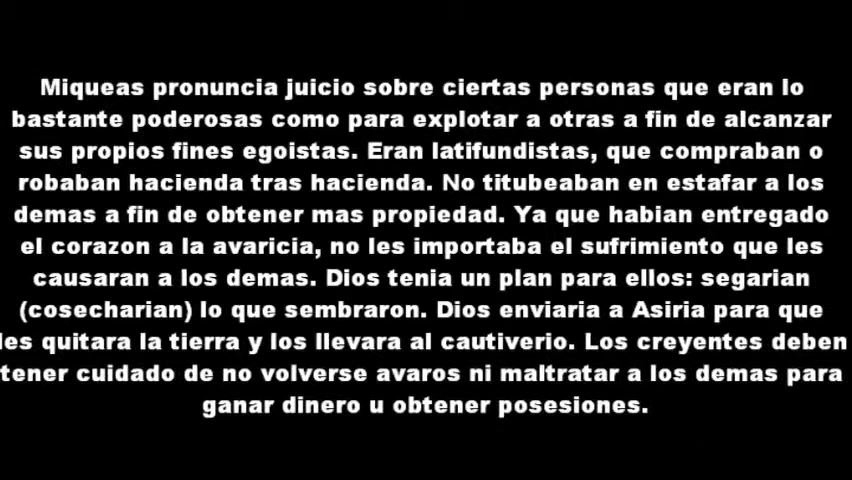 Miqueas pronuncia juicio sobre ciertas personas que eran lo
bastante poderosas como para explotar a otras a fin de alcanzar
sus propios fines egoistas. Eran latifundistas, que compraban o
robaban hacienda tras hacienda. No titubeaban en estafar a los
demas a fin de obtener mas propiedad. Ya que habian entregado
el corazon a la avaricia, no les importaba el sufrimiento que les
causaran a los demas. Dios tenia un plan para ellos: segarian
(cosecharian) lo que sembraron. Dios enviaria a Asiria para que
les quitara la tierra y los llevara al cautiverio. Los creyentes deben
tener cuidado de no volverse avaros ni maltratar a los demas para
ganar dinero u obtener posesiones.